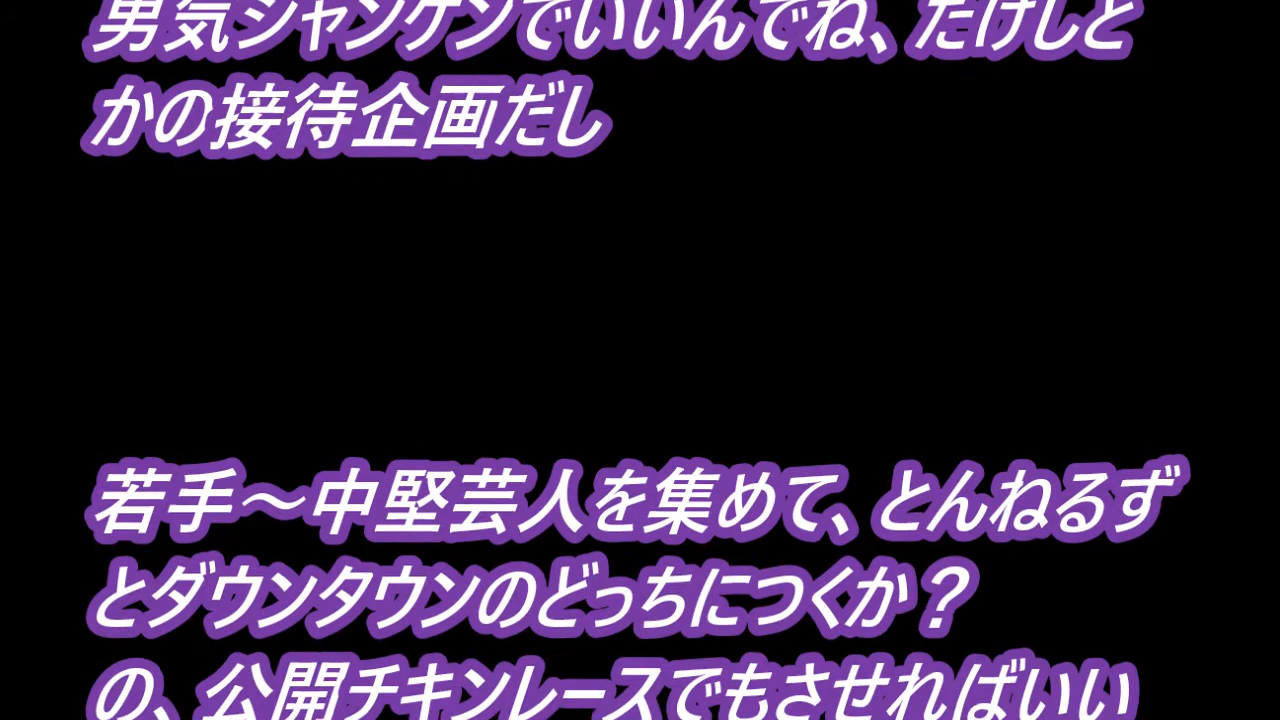 男気ジャンケンでいいんでね、たけしと
かの接待企画だし
若手～中堅芸人を集めて、とんねるず
とダウンタウンのどっちにつくか？
の、公開チキンレースでもさせればいい